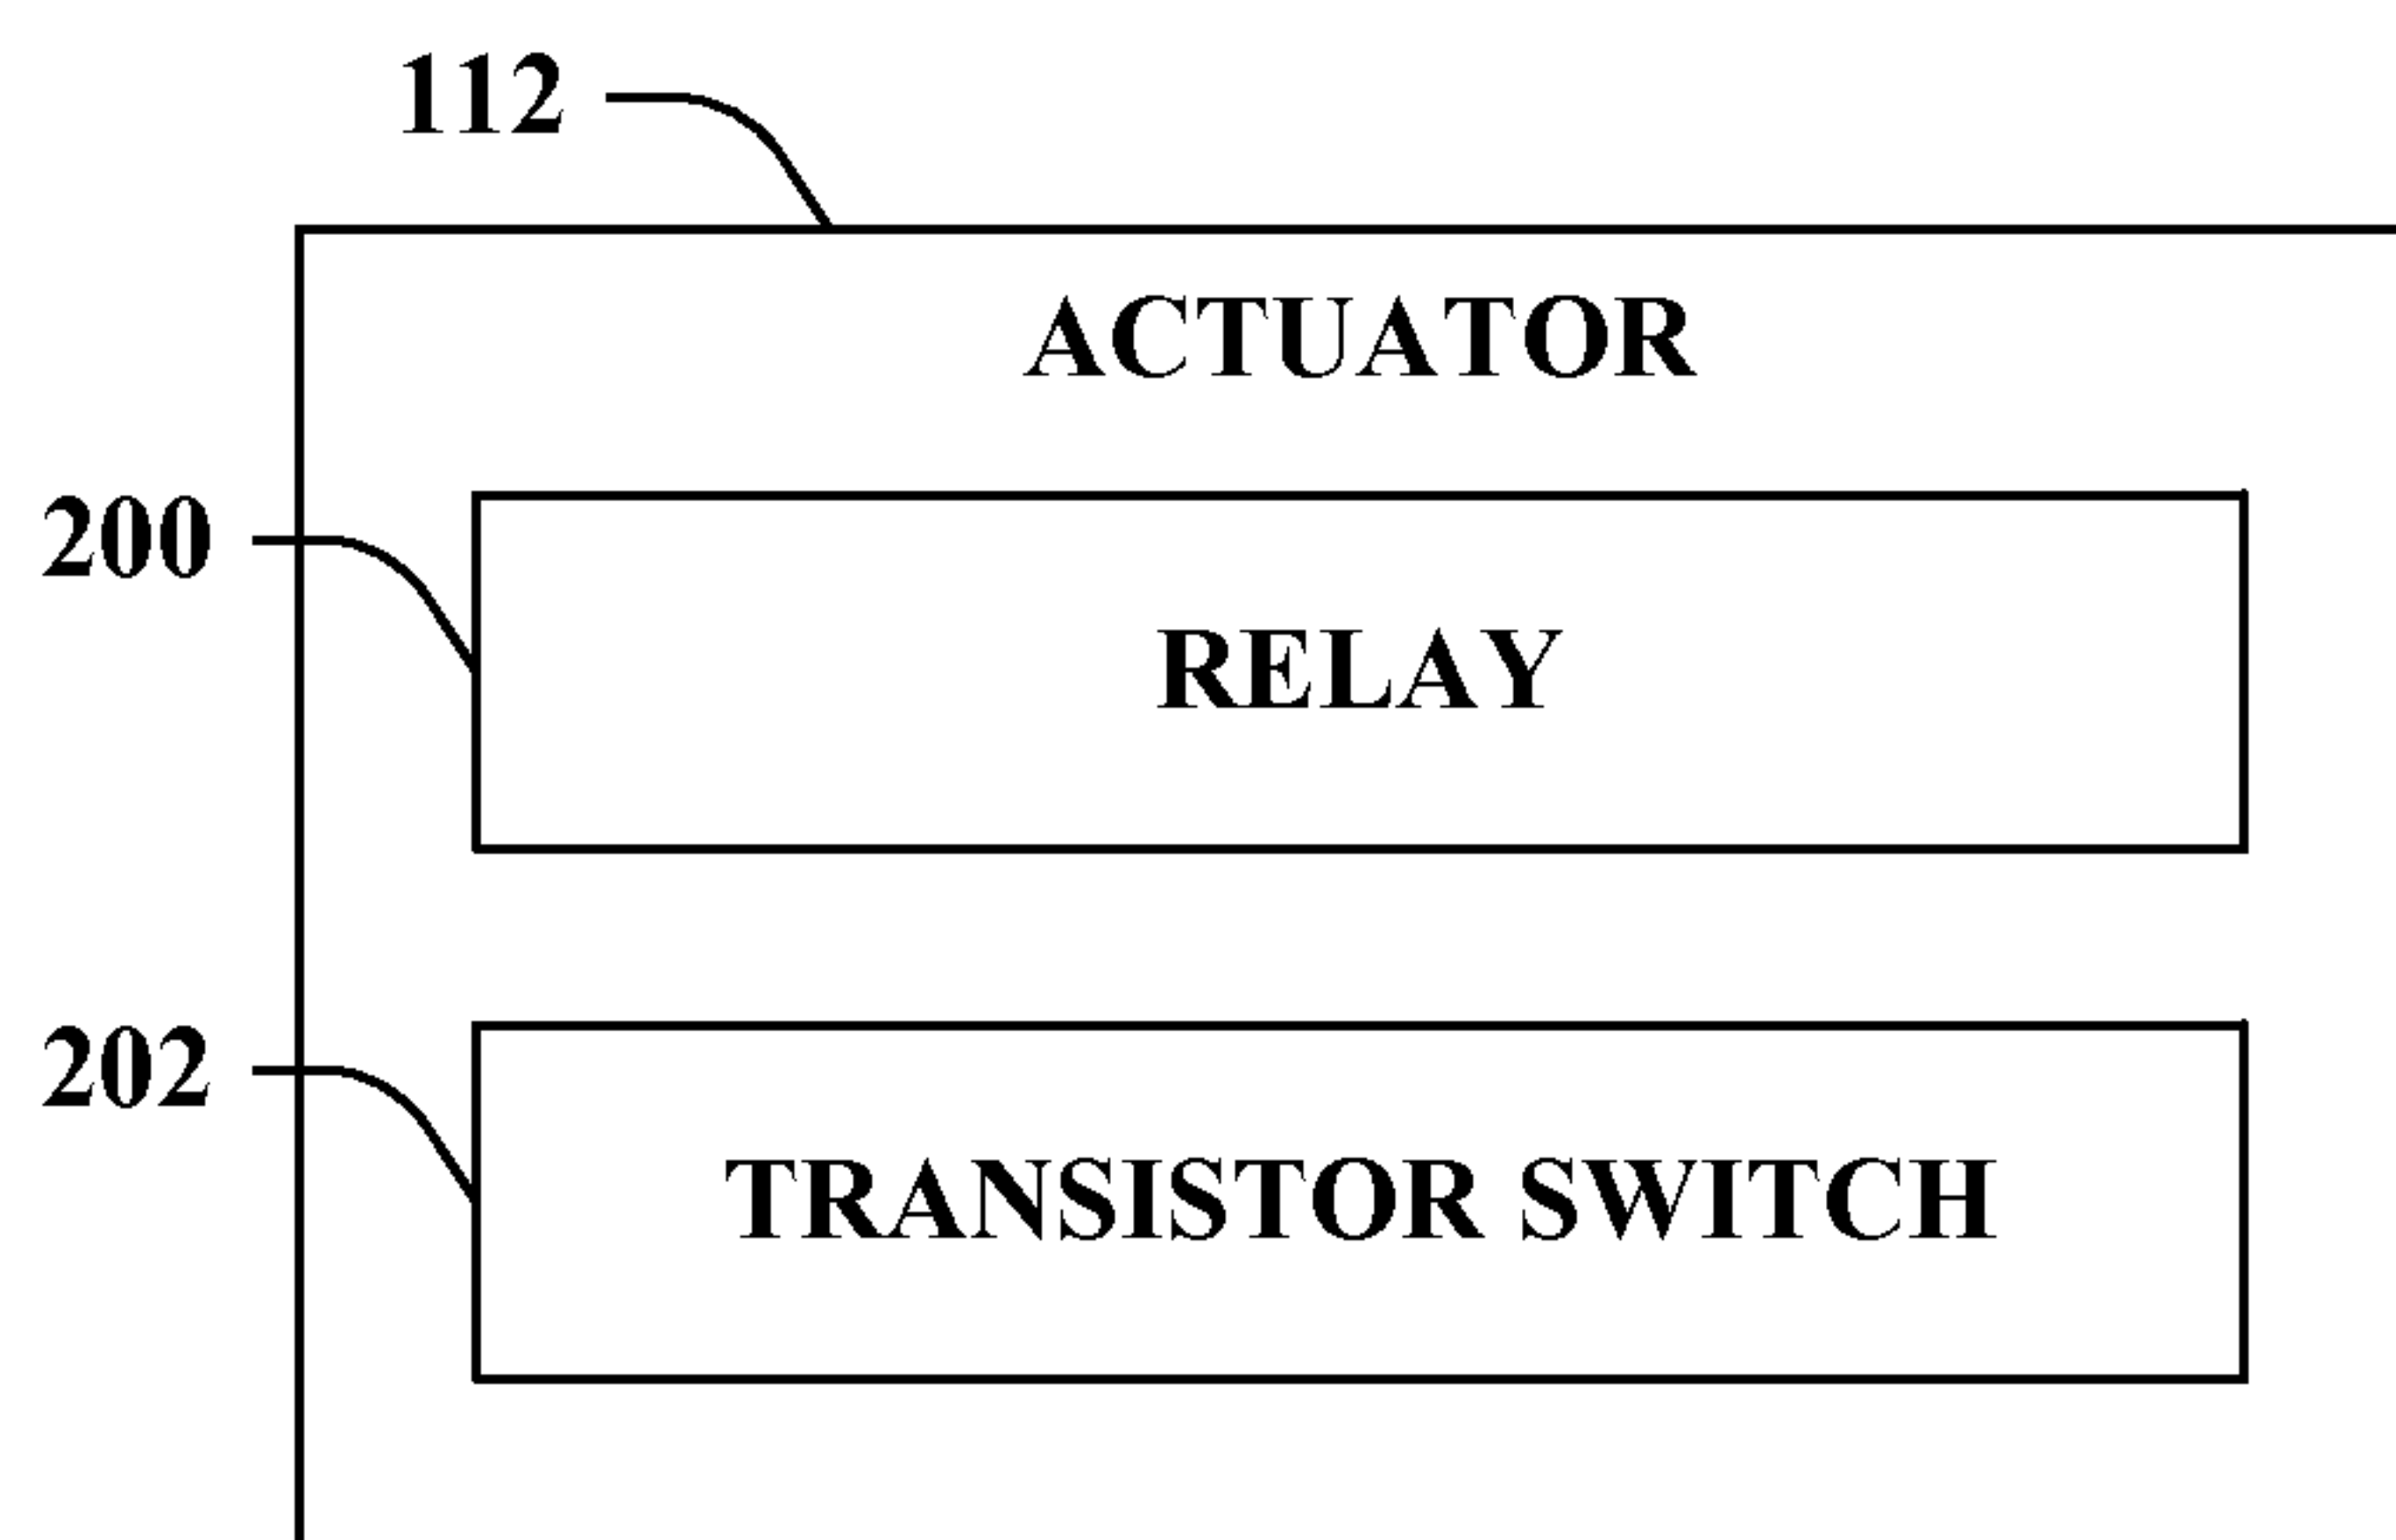 112
ACTUATOR
200
RELAY
202
TRANSISTOR SWITCH